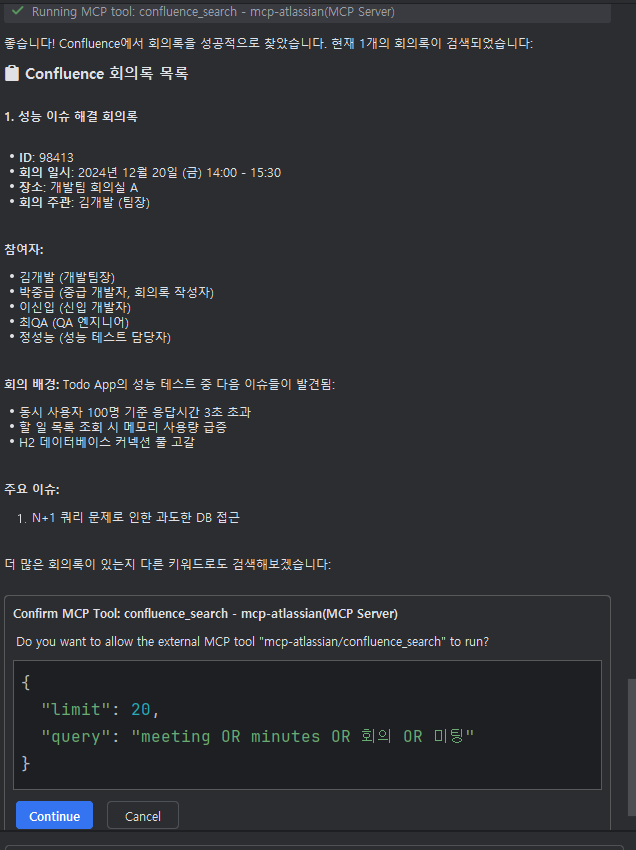 Running MCP tool: confluence_search - mcp-atlassian(MCP Server)
좋습니다! Confluence에서 회의록을 성공적으로 찾았습니다. 현재 1개의 회의록이 검색되었습니다:
Confluence 회의록 목록
1. 성능 이슈 해결 회의록
• ID: 98413
• 회의 일시: 2024년 12월 20일 (금) 14:00 - 15:30
• 장소: 개발팀 회의실 A
• 회의 주관: 김개발 (팀장)
참여자:
• 김개발 (개발팀장)
• 박중급 (중급 개발자, 회의록 작성자)
• 이신입 (신입 개발자)
• 최QA (QA 엔지니어)
• 정성능 (성능 테스트 담당자)
회의 배경: Todo App의 성능 테스트 중 다음 이슈들이 발견됨:
• 동시 사용자 100명 기준 응답시간 3초 초과
• 할 일 목록 조회 시 메모리 사용량 급증
• H2 데이터베이스 커넥션 풀 고갈
주요 이슈:
1. N+1 쿼리 문제로 인한 과도한 DB 접근
더 많은 회의록이 있는지 다른 키워드로도 검색해보겠습니다:
Confirm MCP Tool: confluence_search - mcp-atlassian(MCP Server)
Do you want to allow the external MCP tool "mcp-atlassian/confluence_search" to run?
{
"limit": 20,
"query": "meeting OR minutes OR 회의 OR 미팅"
}
Continue Cancel